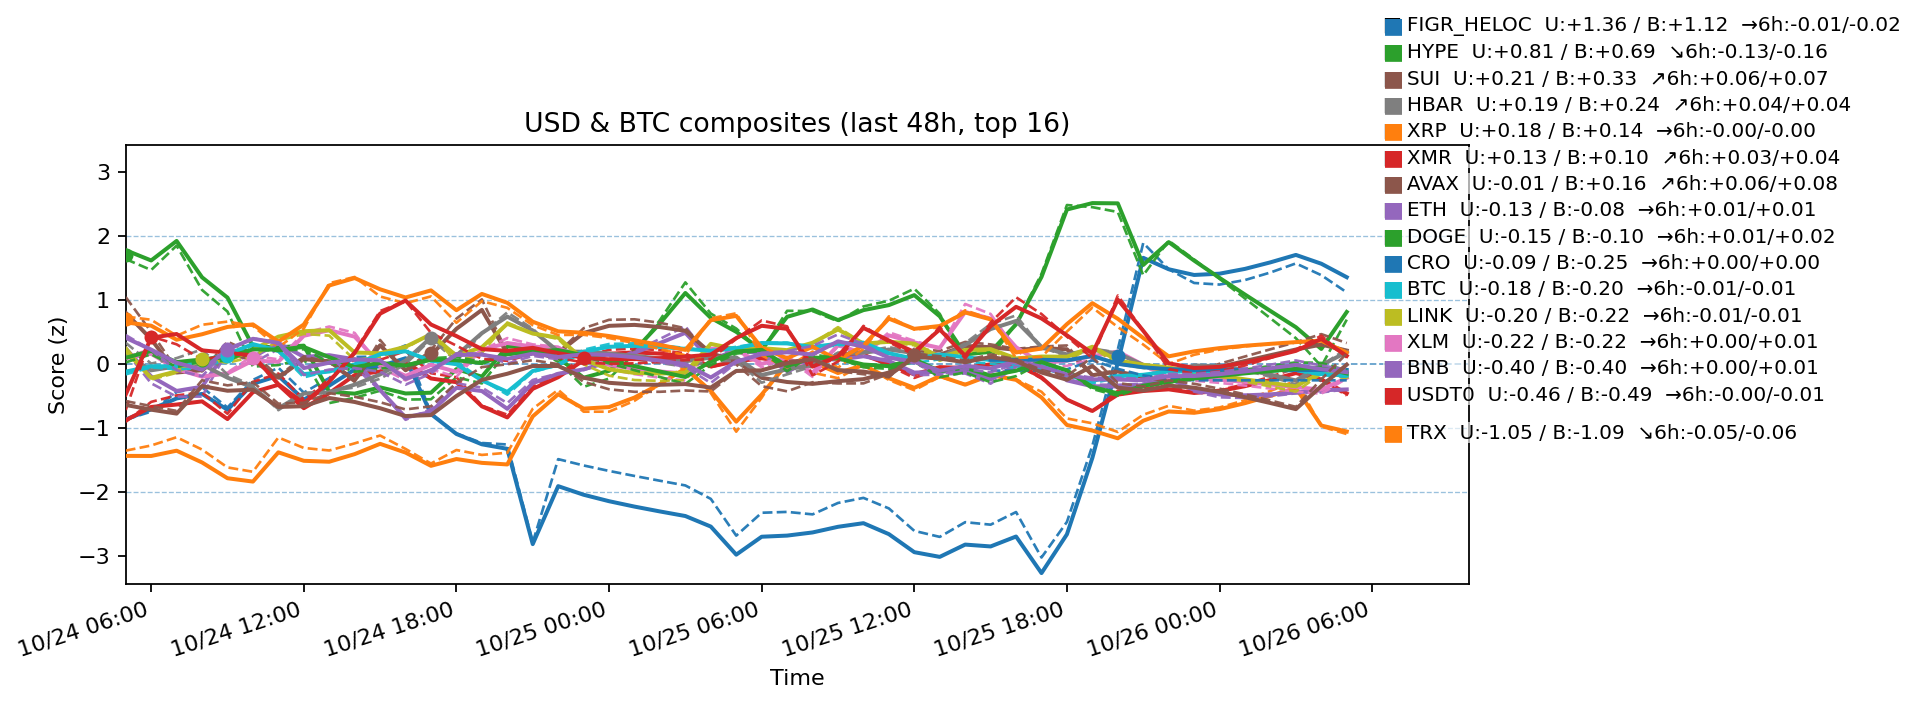 FIGR_HELOC U:+1.36 / B:+1.12 →6h:-0.01/-0.02
HYPE U:+0.81 / B:+0.69 ↘6h:-0.13/-0.16
SUI U:+0.21 / B:+0.33 ↗6h:+0.06/+0.07
HBAR U:+0.19 / B:+0.24 ↗6h:+0.04/+0.04
XRP U:+0.18 / B:+0.14 →6h:-0.00/-0.00
XMR U:+0.13 / B:+0.10 ↗6h:+0.03/+0.04
AVAX U:-0.01 / B:+0.16 ↗6h:+0.06/+0.08
ETH U:-0.13 / B:-0.08 →6h:+0.01/+0.01
DOGE U:-0.15 / B:-0.10 →6h:+0.01/+0.02
CRO U:-0.09 / B:-0.25 →6h:+0.00/+0.00
BTC U:-0.18 / B:-0.20 →6h:-0.01/-0.01
LINK U:-0.20 / B:-0.22 →6h:-0.01/-0.01
XLM U:-0.22 / B:-0.22 →6h:+0.00/+0.01
BNB U:-0.40 / B:-0.40 →6h:+0.00/+0.01
USDT0 U:-0.46 / B:-0.49 →6h:-0.00/-0.01
TRX U:-1.05 / B:-1.09 ↘6h:-0.05/-0.06
USD & BTC composites (last 48h, top 16)
Score (z)
3
2
1
0
−1
−2
−3
10/24 06:00
10/24 12:00
10/24 18:00
10/25 00:00
10/25 06:00
10/25 12:00
10/25 18:00
10/26 00:00
10/26 06:00
Time